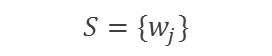 S = {w_j}